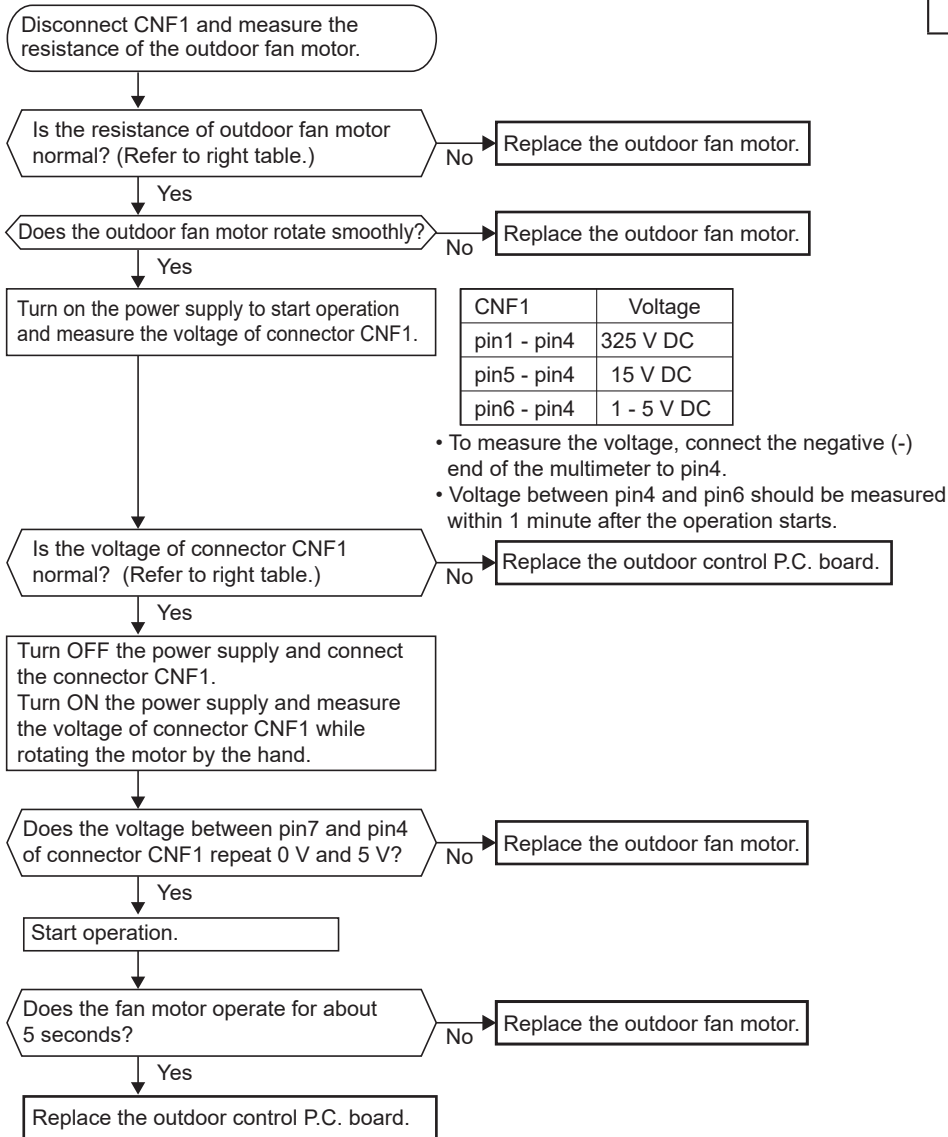 Disconnect CNF1 and measure the
resistance of the outdoor fan motor.
Is the resistance of outdoor fan motor
normal? (Refer to right table.)
No
Replace the outdoor fan motor.
Yes
Does the outdoor fan motor rotate smoothly?
No
Replace the outdoor fan motor.
Yes
Turn on the power supply to start operation
and measure the voltage of connector CNF1.
CNF1 Voltage
pin1 - pin4 325 V DC
pin5 - pin4 15 V DC
pin6 - pin4 1 - 5 V DC
• To measure the voltage, connect the negative (-)
end of the multimeter to pin4.
• Voltage between pin4 and pin6 should be measured
within 1 minute after the operation starts.
Is the voltage of connector CNF1
normal? (Refer to right table.)
No
Replace the outdoor control P.C. board.
Yes
Turn OFF the power supply and connect
the connector CNF1.
Turn ON the power supply and measure
the voltage of connector CNF1 while
rotating the motor by the hand.
Does the voltage between pin7 and pin4
of connector CNF1 repeat 0 V and 5 V?
No
Replace the outdoor fan motor.
Yes
Start operation.
Does the fan motor operate for about
5 seconds?
No
Replace the outdoor fan motor.
Yes
Replace the outdoor control P.C. board.